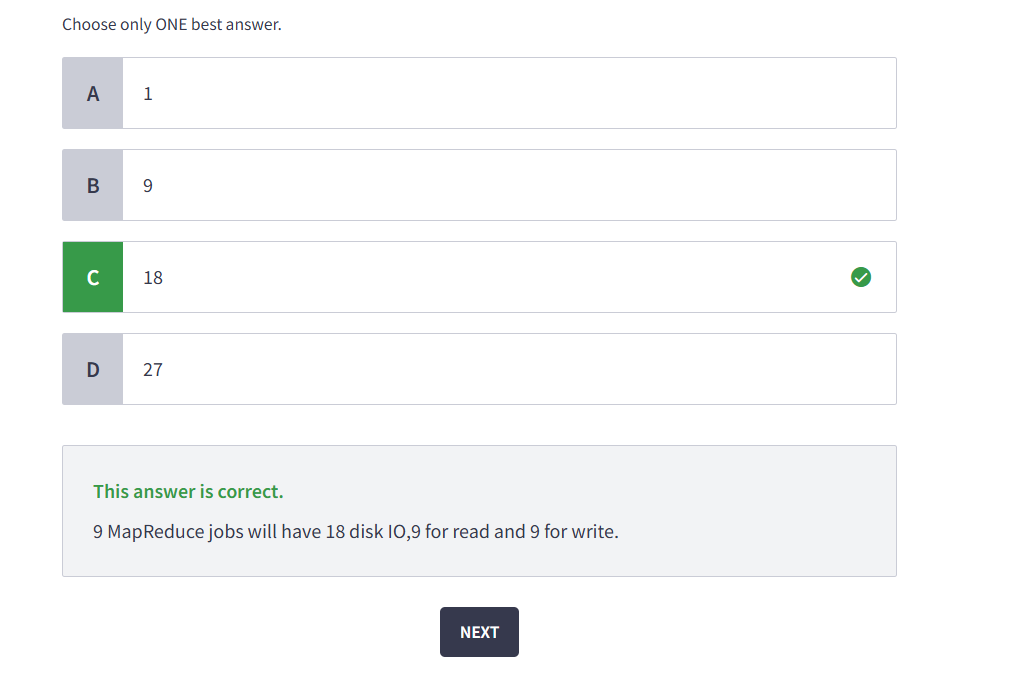 Choose only ONE best answer.
A 1
B 9
C 18
D 27
This answer is correct.
9 MapReduce jobs will have 18 disk IO,9 for read and 9 for write.
NEXT